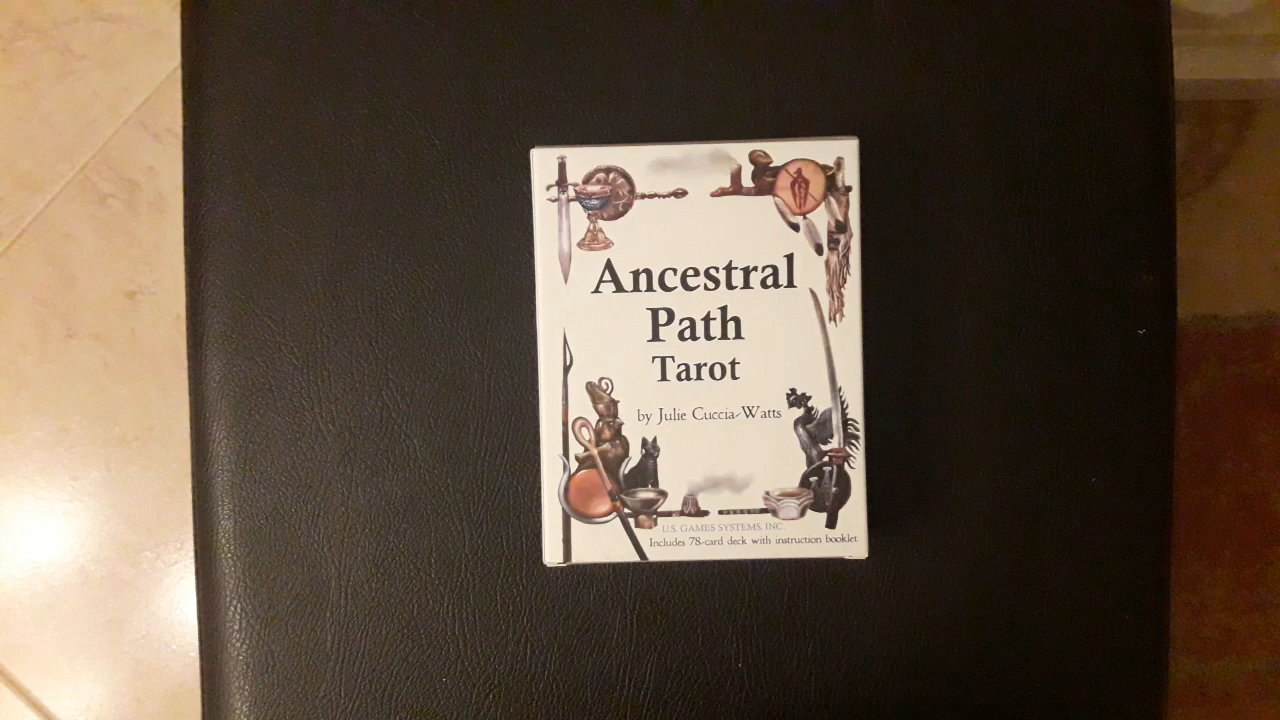 Ancestral
Path
Tarot
by Julie Cuccia-Watts
U.S. GAMES SYSTEMS, INC.
Includes 78-card deck with instruction booklet.